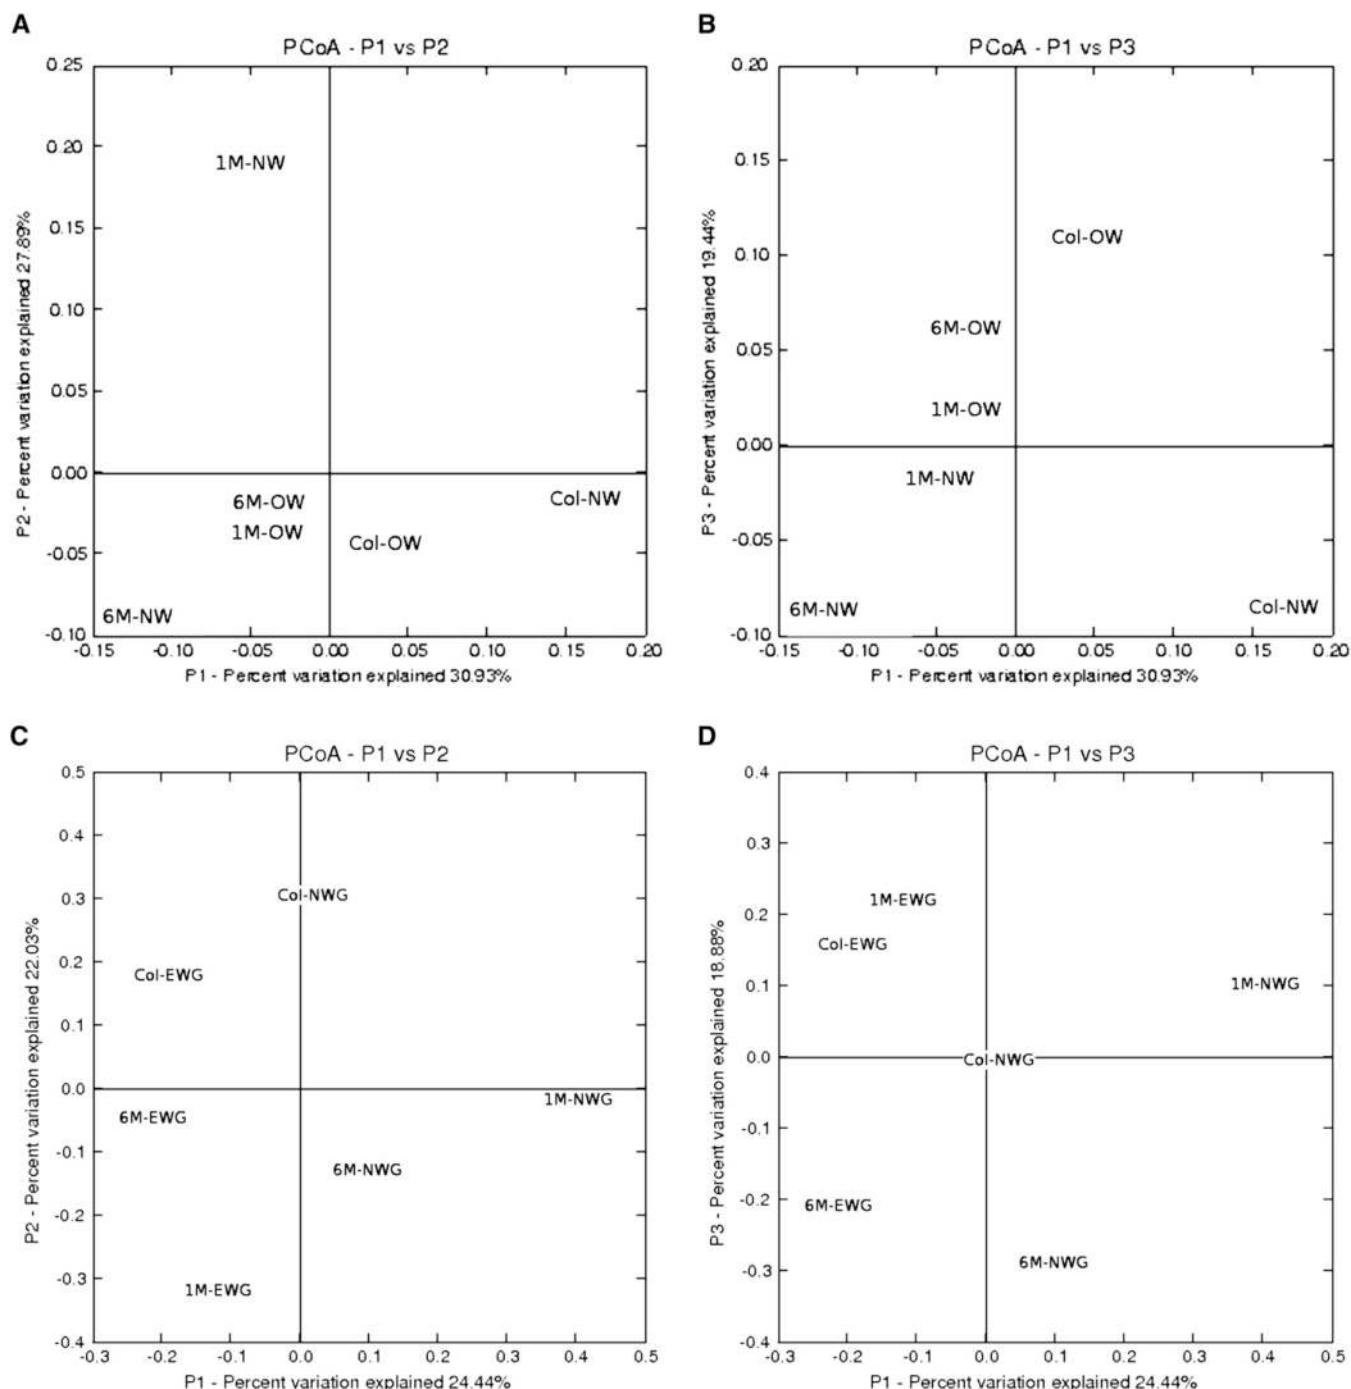 A
PCoA - P1 vs P2
0.25
0.20
0.15
0.10
0.05
0.00
-0.05
-0.10
P2 - Percent variation explained 27.89%
1M-NW
6M-OW
1M-OW
Col-OW
Col-NW
6M-NW
-0.15 -0.10 -0.05 0.00 0.05 0.10 0.15 0.20
P1 - Percent variation explained 30.93%
B
PCoA - P1 vs P3
0.20
0.15
0.10
0.05
0.00
-0.05
-0.10
P3 - Percent variation explained 19.44%
Col-OW
6M-OW
1M-OW
1M-NW
6M-NW
Col-NW
-0.15 -0.10 -0.05 0.00 0.05 0.10 0.15 0.20
P1 - Percent variation explained 30.93%
C
PCoA - P1 vs P2
0.5
0.4
0.3
0.2
0.1
0.0
-0.1
-0.2
-0.3
-0.4
P2 - Percent variation explained 22.03%
Col-NWG
Col-EWG
6M-EWG
1M-NWG
6M-NWG
1M-EWG
-0.3 -0.2 -0.1 0.0 0.1 0.2 0.3 0.4 0.5
P1 - Percent variation explained 24.44%
D
PCoA - P1 vs P3
0.4
0.3
0.2
0.1
0.0
-0.1
-0.2
-0.3
-0.4
P3 - Percent variation explained 18.88%
1M-EWG
Col-EWG
1M-NWG
Col-NWG
6M-EWG
6M-NWG
-0.3 -0.2 -0.1 0.0 0.1 0.2 0.3 0.4 0.5
P1 - Percent variation explained 24.44%